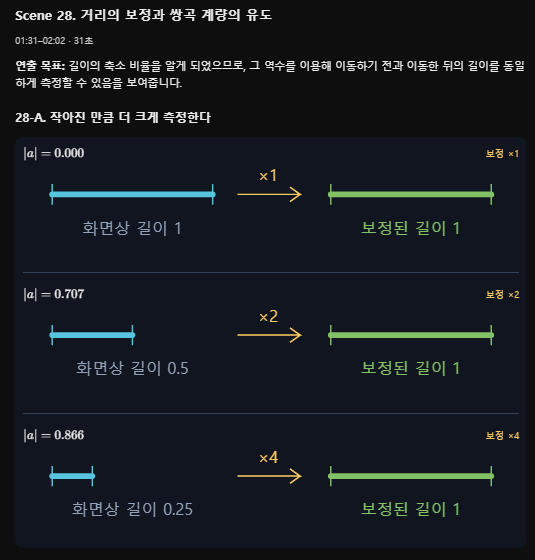 Scene 28. 거리의 보정과 쌍곡 계량의 유도
01:31–02:02 · 31초
연출 목표: 길이의 축소 비율을 알게 되었으므로, 그 역수를 이용해 이동하기 전과 이동한 뒤의 길이를 동일
하게 측정할 수 있음을 보여줍니다.
28-A. 작아진 만큼 더 크게 측정한다
|a| = 0.000
보정 ×1
×1
화면상 길이 1
보정된 길이 1
|a| = 0.707
보정 ×2
×2
화면상 길이 0.5
보정된 길이 1
|a| = 0.866
보정 ×4
×4
화면상 길이 0.25
보정된 길이 1